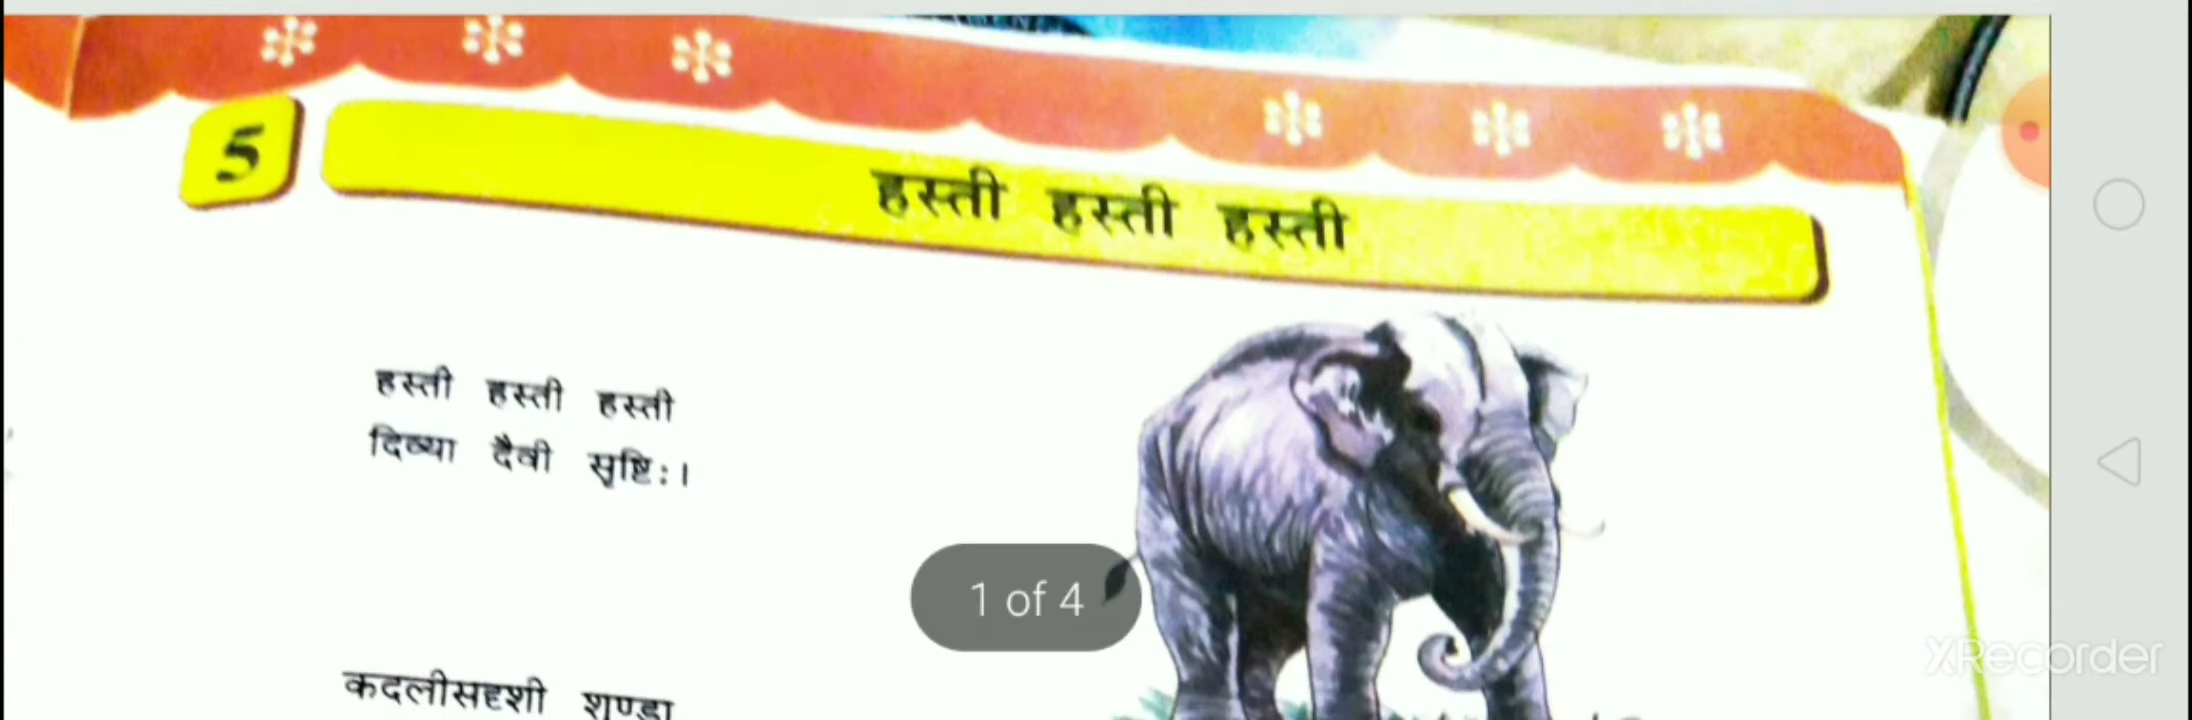 5
हस्ती हस्ती हस्ती
हस्ती हस्ती हस्ती
दिव्या दैवी सृष्टिः।
1 of 4
कदलीसदृशी शुण्डा
XRecorder